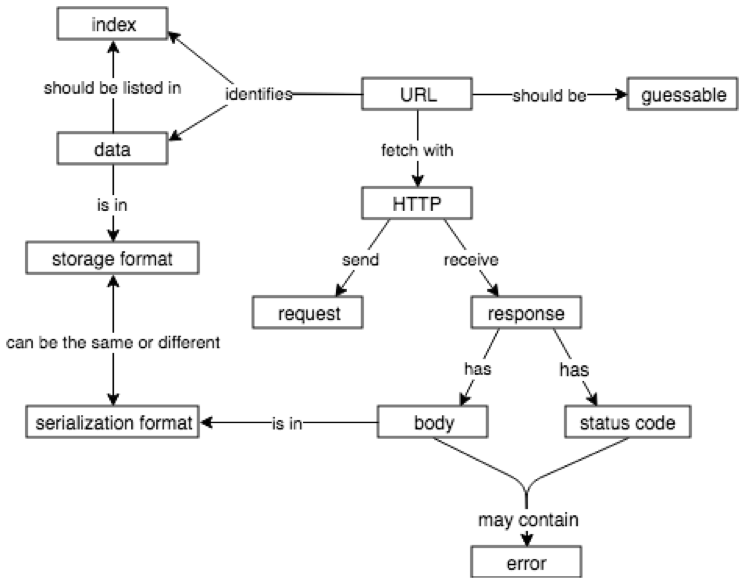 index
should be listed in
identifies
URL
should be
guessable
data
fetch with
is in
HTTP
storage format
send
receive
request
response
can be the same or different
has
has
serialization format
is in
body
status code
may contain
error